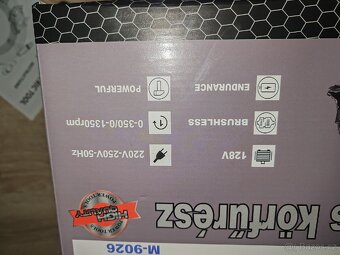 M-9026
s körfűrész
128V
BRUSHLESS
ENDURANCE
220V-250V-50Hz
0-350/0-1350rpm
POWERFUL